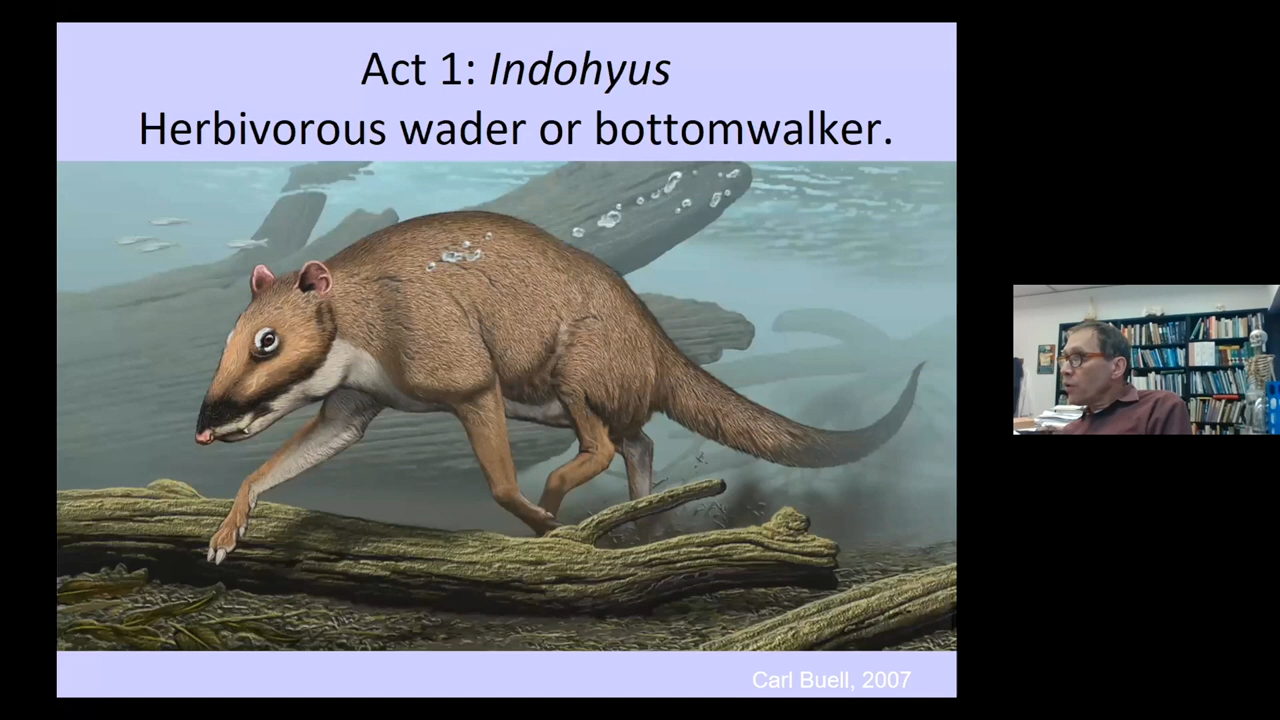 Act 1: Indohyus
Herbivorous wader or bottomwalker.
Carl Buell, 2007